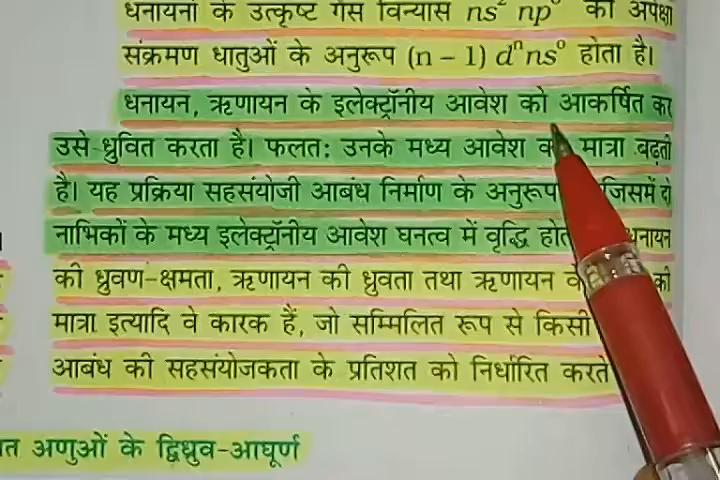 धनायनों के उत्कृष्ट गैस विन्यास ns² np⁶ की अपेक्षा
संक्रमण धातुओं के अनुरूप (n – 1) dⁿns⁰ होता है।
धनायन, ऋणायन के इलेक्ट्रॉनीय आवेश को आकर्षित कर
उसे ध्रुवित करता है। फलत: उनके मध्य आवेश मात्रा बढ़ती
है। यह प्रक्रिया सहसंयोजी आबंध निर्माण के अनुरूप जिसमें दो
नाभिकों के मध्य इलेक्ट्रॉनीय आवेश घनत्व में वृद्धि
की ध्रुवण-क्षमता, ऋणायन की ध्रुवता तथा ऋणायन की
मात्रा इत्यादि वे कारक हैं, जो सम्मिलित रूप से किसी
आबंध की सहसंयोजकता के प्रतिशत को निर्धारित करते
अणुओं के द्विध्रुव-आघूर्ण